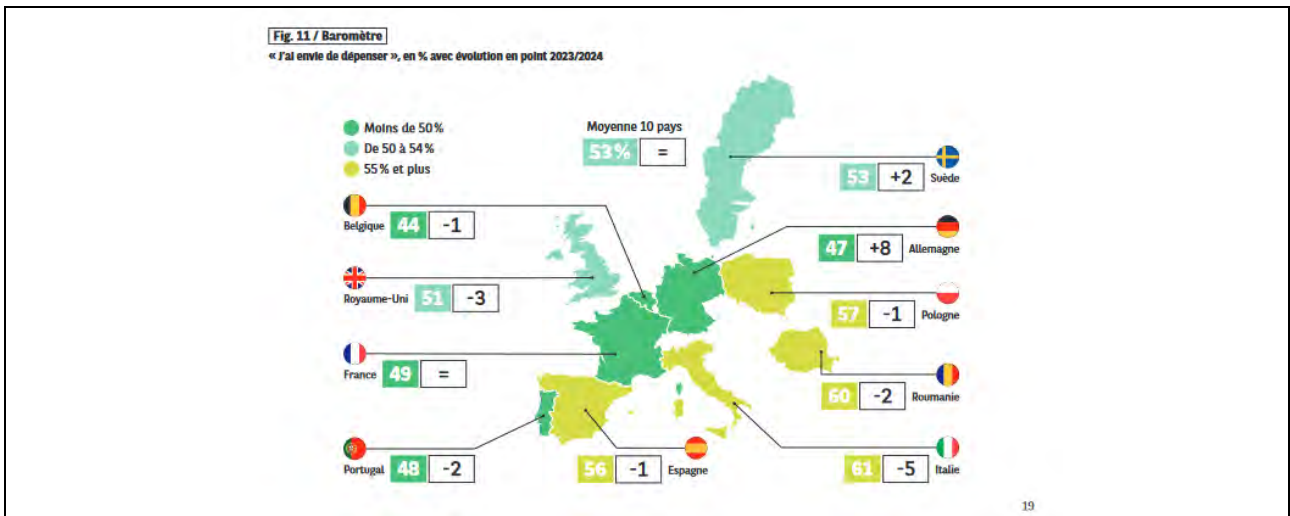 Fig. 11 / Baromètre
« J'ai envie de dépenser », en % avec évolution en point 2023/2024
Moins de 50%
De 50 à 54%
55% et plus
Moyenne 10 pays
53% =
53 +2 Suède
Belgique 44 -1
47 +8 Allemagne
Royaume-Uni 51 -3
57 -1 Pologne
France 49 =
60 -2 Roumanie
Portugal 48 -2
56 -1 Espagne
61 -5 Italie
19